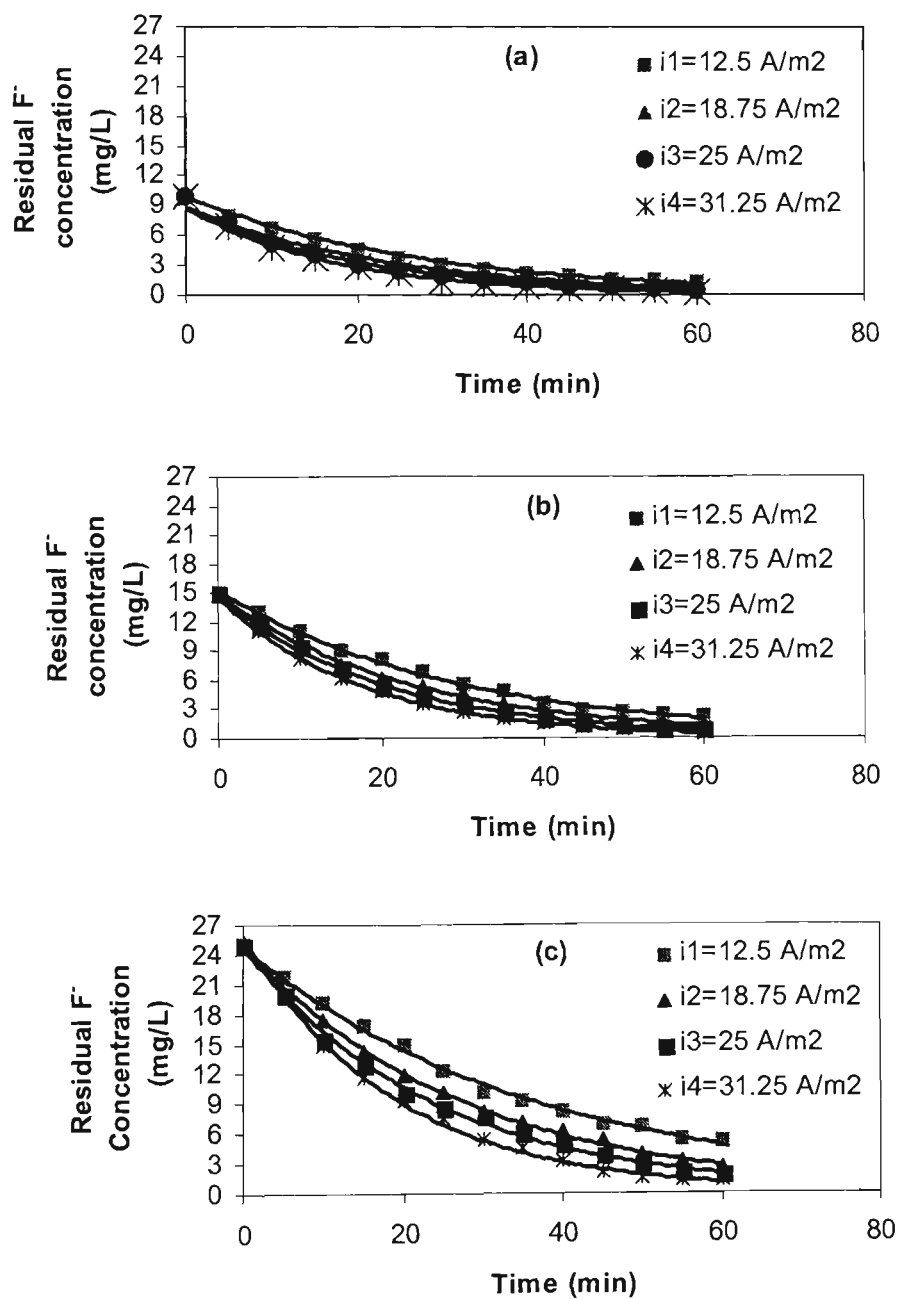 27
24
21
18
15
12
9
6
3
0
Residual F-
concentration
(mg/L)
(a)
i1=12.5 A/m2
i2=18.75 A/m2
i3=25 A/m2
i4=31.25 A/m2
0 20 40 60 80
Time (min)
27
24
21
18
15
12
9
6
3
0
Residual F-
concentration
(mg/L)
(b)
i1=12.5 A/m2
i2=18.75 A/m2
i3=25 A/m2
i4=31.25 A/m2
0 20 40 60 80
Time (min)
27
24
21
18
15
12
9
6
3
0
Residual F-
Concentration
(mg/L)
(c)
i1=12.5 A/m2
i2=18.75 A/m2
i3=25 A/m2
i4=31.25 A/m2
0 20 40 60 80
Time (min)